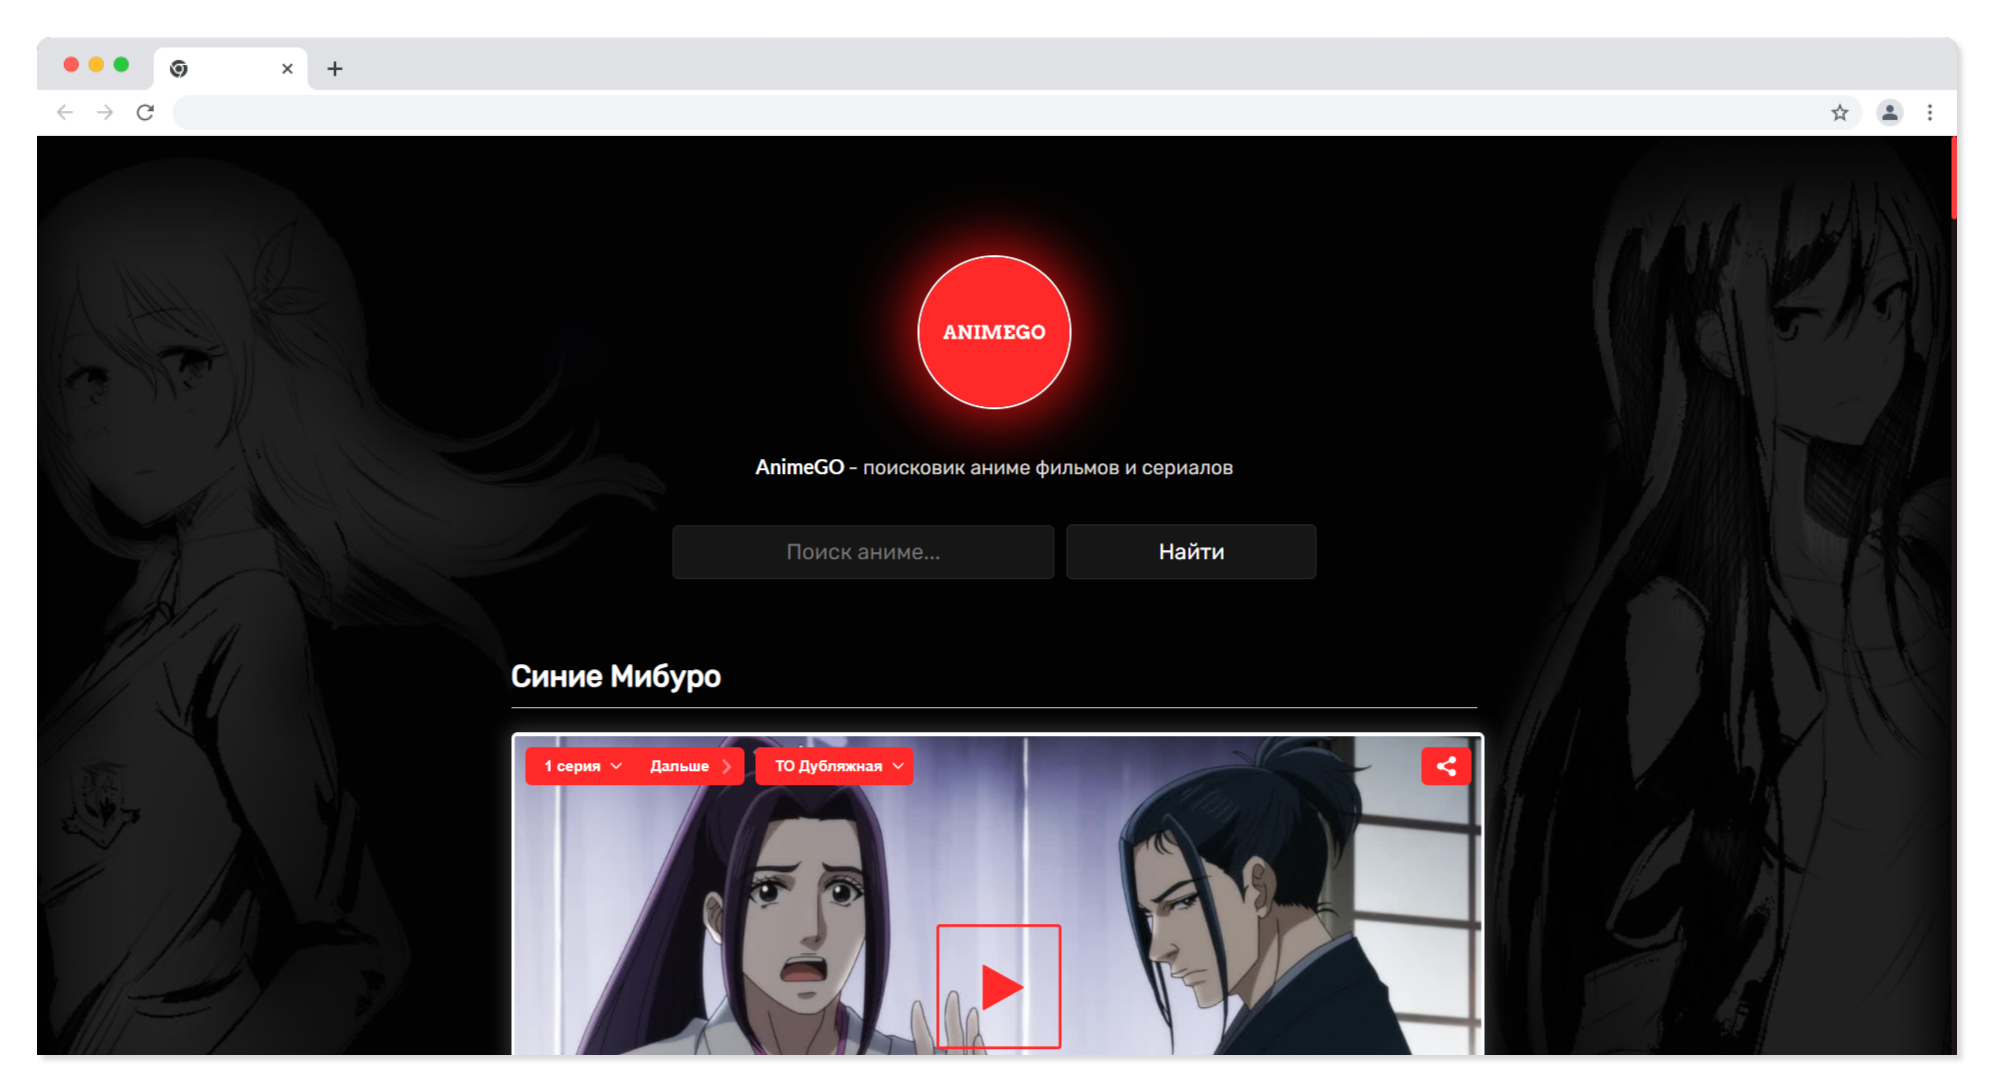 ANIMEGO
AnimeGO - поисковик аниме фильмов и сериалов
Поиск аниме... Найти
Синие Мибуро
1 серия Дальше ТО Дубляжная